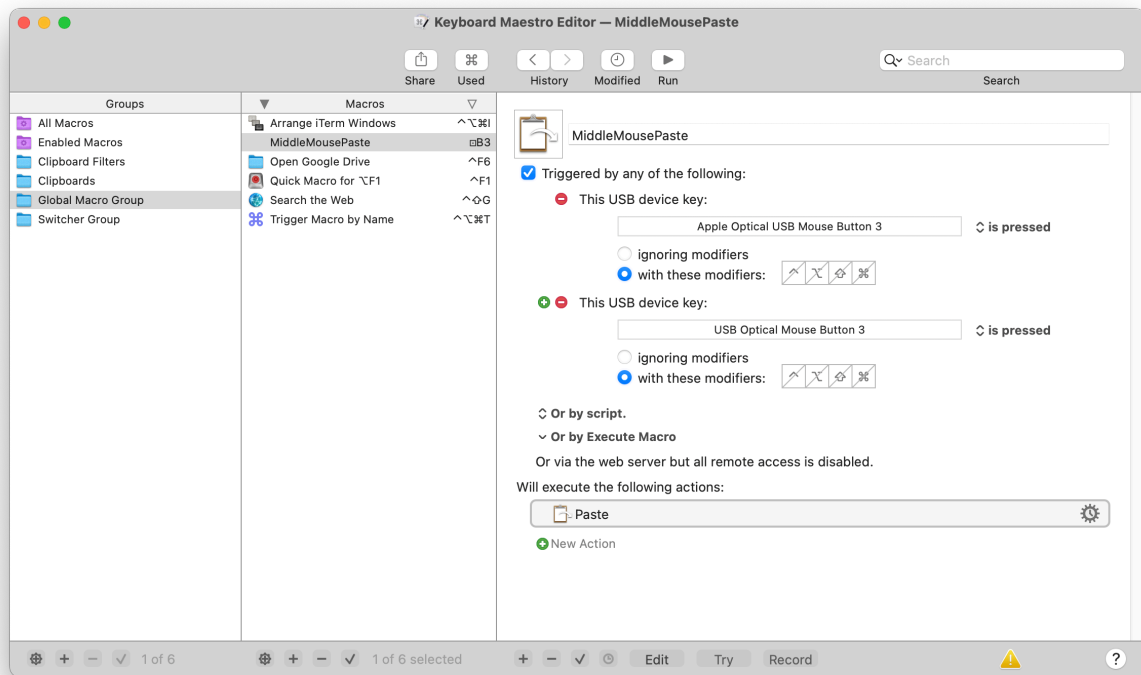 Keyboard Maestro Editor — MiddleMousePaste
Share
Used
History
Modified
Run
Search
Search
Groups
All Macros
Enabled Macros
Clipboard Filters
Clipboards
Global Macro Group
Switcher Group
Macros
Arrange iTerm Windows ^⌥⌘I
MiddleMousePaste ⊡B3
Open Google Drive ^F6
Quick Macro for ⌥F1 ^F1
Search the Web ^⇧G
Trigger Macro by Name ^⌥⌘T
MiddleMousePaste
Triggered by any of the following:
This USB device key:
Apple Optical USB Mouse Button 3 is pressed
ignoring modifiers
with these modifiers: ^ ⌥ ⇧ ⌘
This USB device key:
USB Optical Mouse Button 3 is pressed
ignoring modifiers
with these modifiers: ^ ⌥ ⇧ ⌘
Or by script.
Or by Execute Macro
Or via the web server but all remote access is disabled.
Will execute the following actions:
Paste
New Action
1 of 6
1 of 6 selected
Edit
Try
Record
?